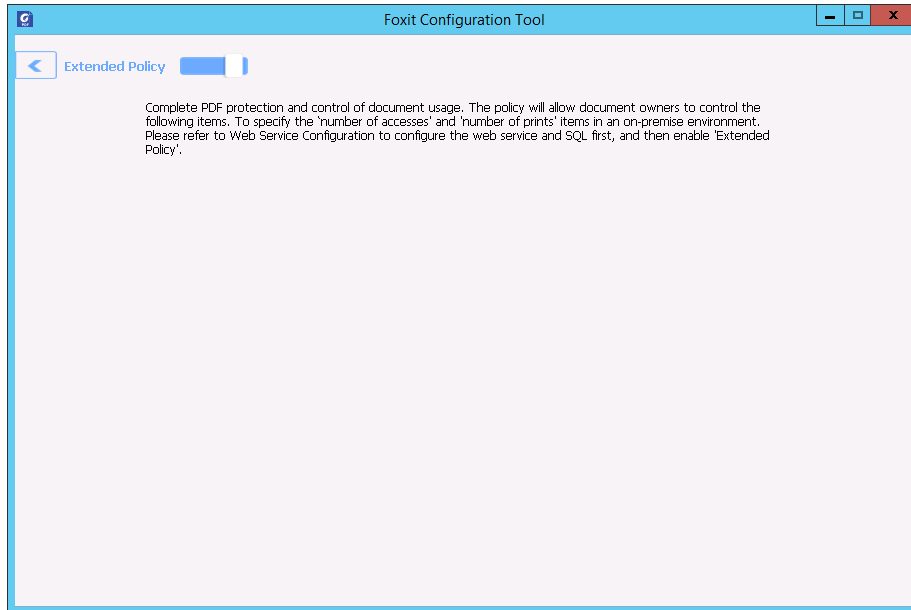 Foxit Configuration Tool
Extended Policy
Complete PDF protection and control of document usage. The policy will allow document owners to control the
following items. To specify the `number of accesses' and 'number of prints' items in an on-premise environment.
Please refer to Web Service Configuration to configure the web service and SQL first, and then enable 'Extended
Policy'.